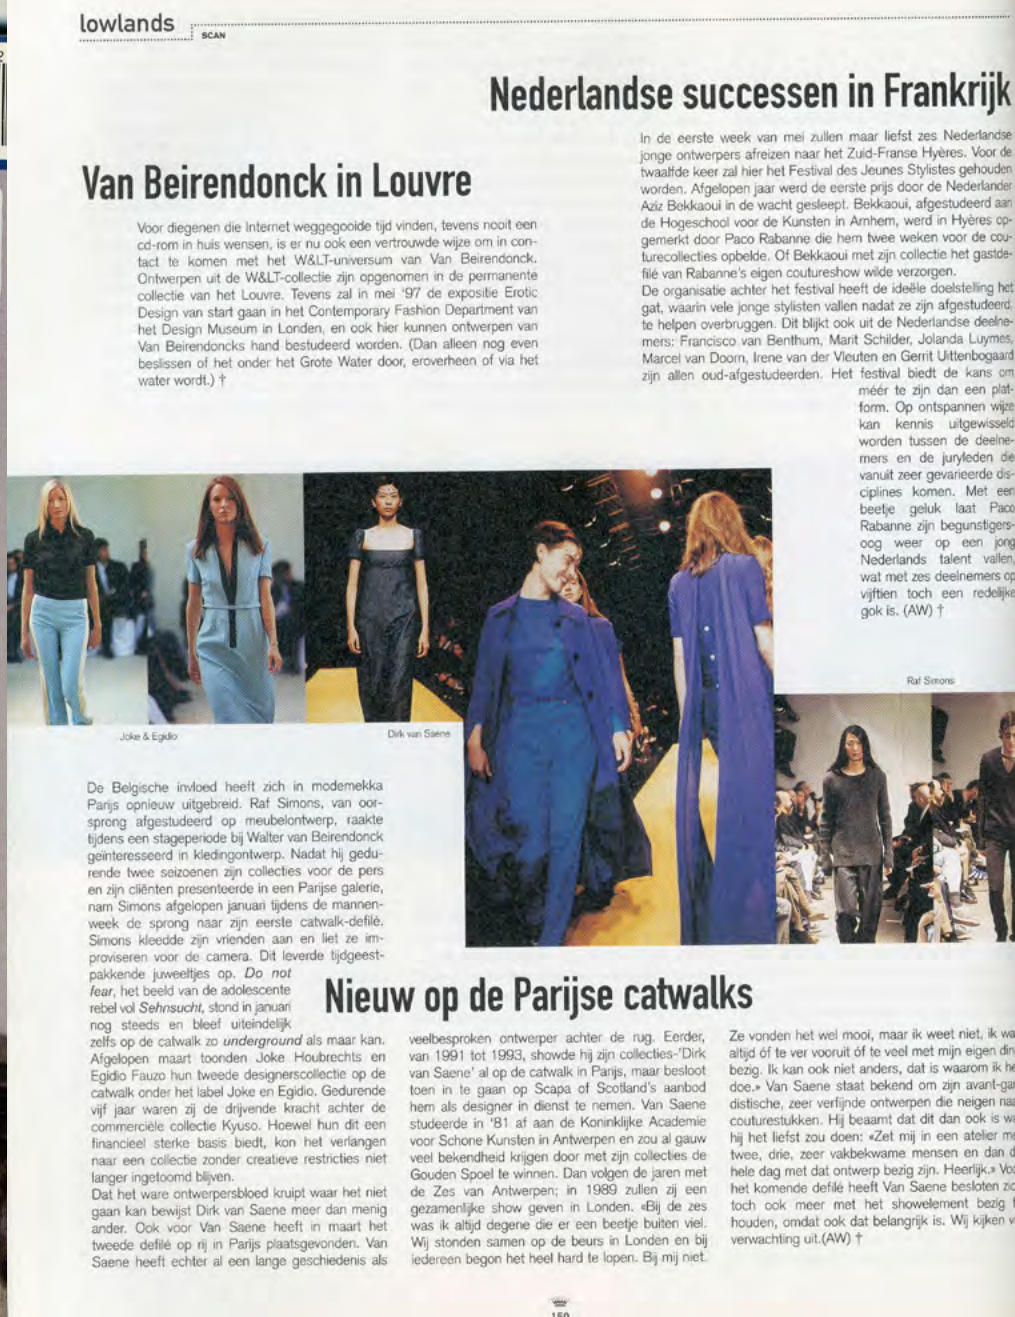 lowlands
SCAN
Nederlandse successen in Frankrijk
In de eerste week van mei zullen maar liefst zes Nederlandse
jonge ontwerpers afreizen naar het Zuid-Franse Hyères. Voor de
twaalfde keer zal hier het Festival des Jeunes Stylistes gehouden
worden. Afgelopen jaar werd de eerste prijs door de Nederlander
Aziz Bekkaoui in de wacht gesleept. Bekkaoui, afgestudeerd aan
de Hogeschool voor de Kunsten in Arnhem, werd in Hyères op-
gemerkt door Paco Rabanne die hem twee weken voor de cou-
turecollecties opbelde. Of Bekkaoui met zijn collectie het gastde-
filé van Rabanne's eigen coutureshow wilde verzorgen.
De organisatie achter het festival heeft de ideële doelstelling het
gat, waarin vele jonge stylisten vallen nadat ze zijn afgestudeerd,
te helpen overbruggen. Dit blijkt ook uit de Nederlandse deelne-
mers: Francisco van Benthum, Marit Schilder, Jolanda Luymes,
Marcel van Doorn, Irene van der Vleuten en Gerrit Uittenbogaard
zijn allen oud-afgestudeerden. Het festival biedt de kans om
méér te zijn dan een plat-
form. Op ontspannen wijze
kan kennis uitgewisseld
worden tussen de deelne-
mers en de juryleden die
vanuit zeer gevarieerde dis-
ciplines komen. Met een
beetje geluk laat Paco
Rabanne zijn begunstigers-
oog weer op een jong
Nederlands talent vallen,
wat met zes deelnemers op
vijftien toch een redelijke
gok is. (AW) †
Van Beirendonck in Louvre
Voor diegenen die Internet weggegooide tijd vinden, tevens nooit een
cd-rom in huis wensen, is er nu ook een vertrouwde wijze om in con-
tact te komen met het W&LT-universum van Van Beirendonck.
Ontwerpen uit de W&LT-collectie zijn opgenomen in de permanente
collectie van het Louvre. Tevens zal in mei '97 de expositie Erotic
Design van start gaan in het Contemporary Fashion Department van
het Design Museum in Londen, en ook hier kunnen ontwerpen van
Van Beirendoncks hand bestudeerd worden. (Dan alleen nog even
beslissen of het onder het Grote Water door, eroverheen of via het
water wordt.) †
Joke & Egidio
Dirk van Saene
Raf Simons
Nieuw op de Parijse catwalks
De Belgische invloed heeft zich in modemekka
Parijs opnieuw uitgebreid. Raf Simons, van oor-
sprong afgestudeerd op meubelontwerp, raakte
tijdens een stageperiode bij Walter van Beirendonck
geïnteresseerd in kledingontwerp. Nadat hij gedu-
rende twee seizoenen zijn collecties voor de pers
en zijn cliënten presenteerde in een Parijse galerie,
nam Simons afgelopen januari tijdens de mannen-
week de sprong naar zijn eerste catwalk-defilé.
Simons kleedde zijn vrienden aan en liet ze im-
proviseren voor de camera. Dit leverde tijdgeest-
pakkende juweeltjes op. Do not
fear, het beeld van de adolescente
rebel vol Sehnsucht, stond in januari
nog steeds en bleef uiteindelijk
zelfs op de catwalk zo underground als maar kan.
Afgelopen maart toonden Joke Houbrechts en
Egidio Fauzo hun tweede designerscollectie op de
catwalk onder het label Joke en Egidio. Gedurende
vijf jaar waren zij de drijvende kracht achter de
commerciële collectie Kyuso. Hoewel hun dit een
financieel sterke basis biedt, kon het verlangen
naar een collectie zonder creatieve restricties niet
langer ingetoomd blijven.
Dat het ware ontwerpersbloed kruipt waar het niet
gaan kan bewijst Dirk van Saene meer dan menig
ander. Ook voor Van Saene heeft in maart het
tweede defilé op rij in Parijs plaatsgevonden. Van
Saene heeft echter al een lange geschiedenis als
veelbesproken ontwerper achter de rug. Eerder,
van 1991 tot 1993, showde hij zijn collecties-'Dirk
van Saene' al op de catwalk in Parijs, maar besloot
toen in te gaan op Scapa of Scotland's aanbod
hem als designer in dienst te nemen. Van Saene
studeerde in '81 af aan de Koninklijke Academie
voor Schone Kunsten in Antwerpen en zou al gauw
veel bekendheid krijgen door met zijn collecties de
Gouden Spoel te winnen. Dan volgen de jaren met
de Zes van Antwerpen; in 1989 zullen zij een
gezamenlijke show geven in Londen. «Bij de zes
was ik altijd degene die er een beetje buiten viel.
Wij stonden samen op de beurs in Londen en bij
iedereen begon het heel hard te lopen. Bij mij niet.
Ze vonden het wel mooi, maar ik weet niet, ik wa
altijd óf te ver vooruit óf te veel met mijn eigen din
bezig. Ik kan ook niet anders, dat is waarom ik he
doe.» Van Saene staat bekend om zijn avant-gar
distische, zeer verfijnde ontwerpen die neigen naa
couturestukken. Hij beaamt dat dit dan ook is wa
hij het liefst zou doen: «Zet mij in een atelier me
twee, drie, zeer vakbekwame mensen en dan d
hele dag met dat ontwerp bezig zijn. Heerlijk.» Voo
het komende defilé heeft Van Saene besloten zic
toch ook meer met het showelement bezig t
houden, omdat ook dat belangrijk is. Wij kijken v
verwachting uit.(AW) †
150